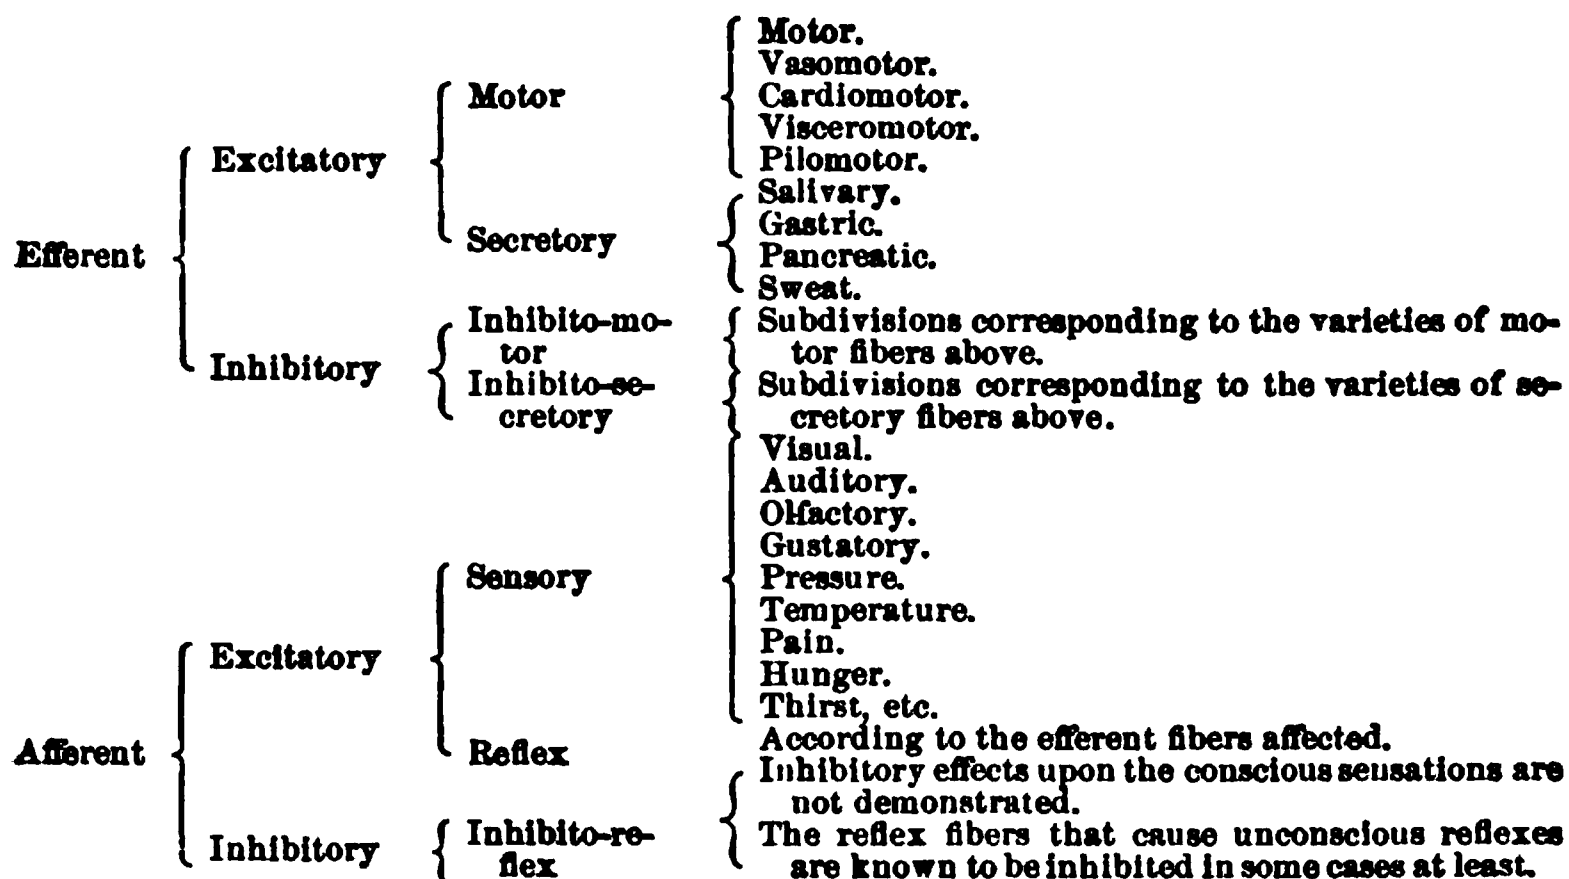 Motor.
Vasomotor.
Motor Cardiomotor.
Visceromotor.
Excitatory Pilomotor.
Salivary.
Gastric.
Efferent Secretory Pancreatic.
Sweat.
Inhibito-mo- Subdivisions corresponding to the varieties of mo-
tor tor fibers above.
Inhibitory Inhibito-se- Subdivisions corresponding to the varieties of se-
cretory cretory fibers above.
Visual.
Auditory.
Olfactory.
Gustatory.
Sensory Pressure.
Temperature.
Excitatory Pain.
Hunger.
Thirst, etc.
Afferent Reflex According to the efferent fibers affected.
Inhibitory effects upon the conscious sensations are
not demonstrated.
Inhibitory Inhibito-re- The reflex fibers that cause unconscious reflexes
flex are known to be inhibited in some cases at least.